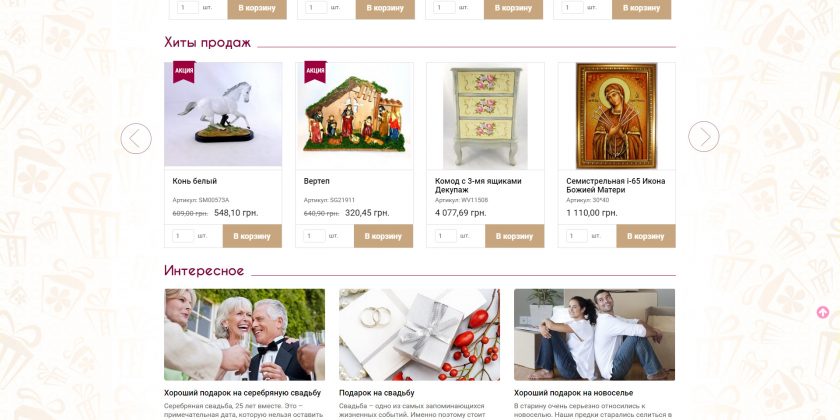 1 шт. В корзину 1 шт. В корзину 1 шт. В корзину 1 шт. В корзину
Хиты продаж
АКЦИЯ АКЦИЯ
Конь белый
Артикул: SM00573A
609,00 грн. 548,10 грн.
1 шт. В корзину
Вертеп
Артикул: SG21911
640,90 грн. 320,45 грн.
1 шт. В корзину
Комод с 3-мя ящиками
Декупаж
Артикул: WV11508
4 077,69 грн.
1 шт. В корзину
Семистрельная i-65 Икона
Божией Матери
Артикул: 30*40
1 110,00 грн.
1 шт. В корзину
Интересное
Хороший подарок на серебряную свадьбу
Серебряная свадьба, 25 лет вместе. Это –
примечательная дата, которую нельзя оставить
Подарок на свадьбу
Свадьба – одно из самых запоминающихся
жизненных событий. Именно поэтому стоит
Хороший подарок на новоселье
В старину очень серьезно относились к
новоселью. Наши предки старались селиться в